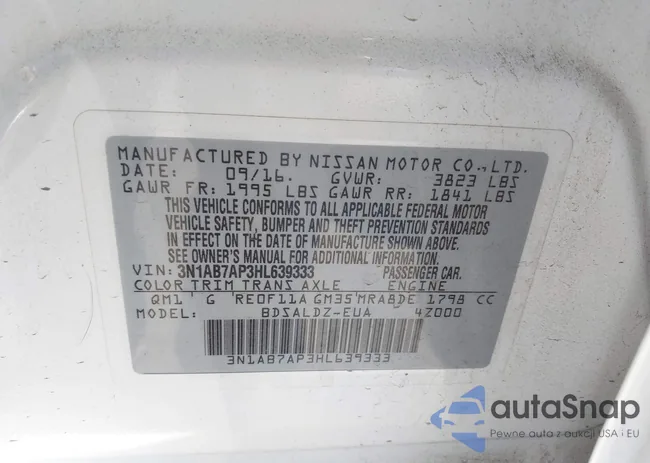 MANUFACTURED BY NISSAN MOTOR CO., LTD.
DATE: 09/16. GVWR: 3823 LBS
GAWR FR: 1995 LBS GAWR RR: 1841 LBS
THIS VEHICLE CONFORMS TO ALL APPLICABLE FEDERAL MOTOR
VEHICLE SAFETY, BUMPER AND THEFT PREVENTION STANDARDS
IN EFFECT ON THE DATE OF MANUFACTURE SHOWN ABOVE.
SEE OWNER'S MANUAL FOR ADDITIONAL INFORMATION.
VIN: 3N1AB7AP3HL639333 PASSENGER CAR.
COLOR TRIM TRANS AXLE ENGINE
QM1 G RE0F11A GM35 MRA8DE 1798 CC
MODEL: BDSALDZ-EUA 4Z000
3N1AB7AP3HL639333
autaSnap
Pewne auta z aukcji USA i EU